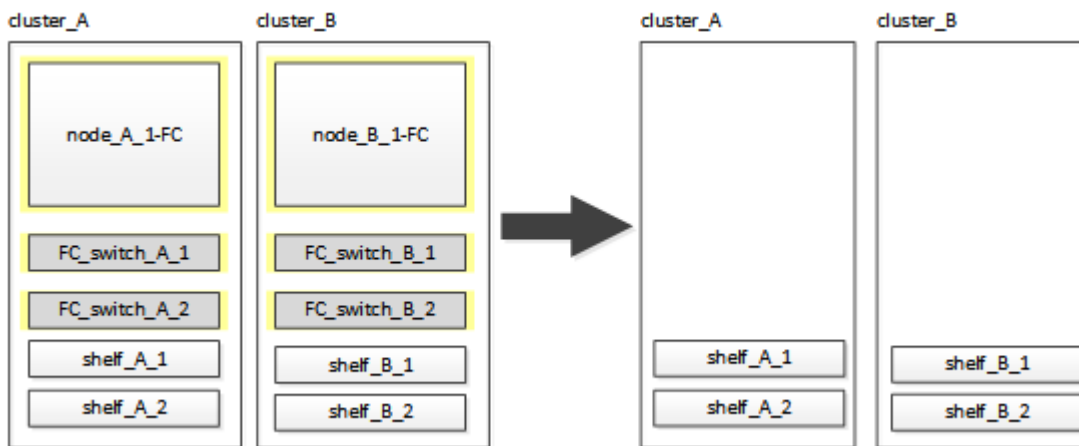 cluster_A
cluster_B
node_A_1-FC
node_B_1-FC
FC_switch_A_1
FC_switch_B_1
FC_switch_A_2
FC_switch_B_2
shelf_A_1
shelf_B_1
shelf_A_2
shelf_B_2
cluster_A
cluster_B
shelf_A_1
shelf_B_1
shelf_A_2
shelf_B_2